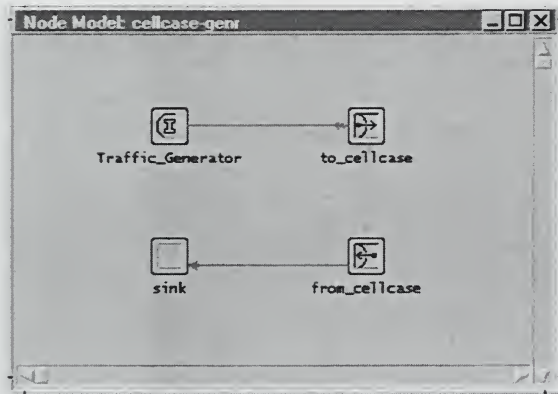 Node Model: cellcase-genr
Traffic_Generator
to_cellcase
sink
from_cellcase